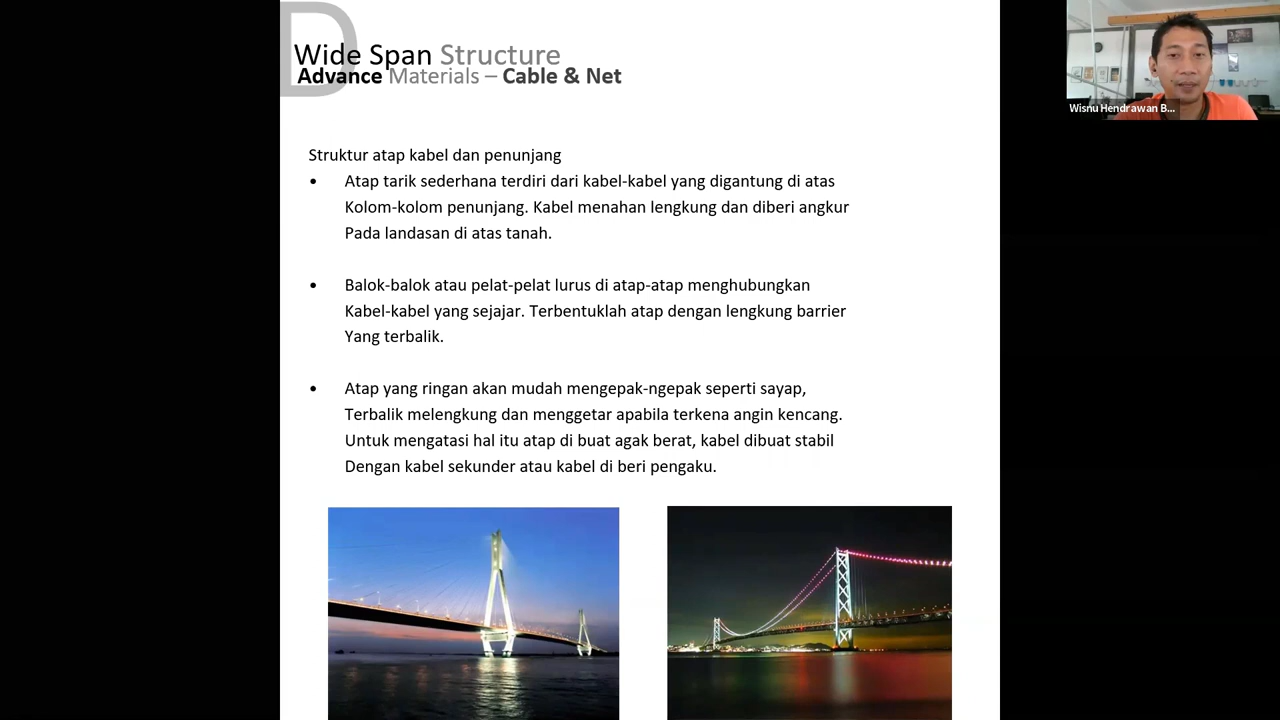 D
Wide Span Structure
Advance Materials – Cable & Net
Wisnu Hendrawan B...
Struktur atap kabel dan penunjang
• Atap tarik sederhana terdiri dari kabel-kabel yang digantung di atas
Kolom-kolom penunjang. Kabel menahan lengkung dan diberi angkur
Pada landasan di atas tanah.
• Balok-balok atau pelat-pelat lurus di atap-atap menghubungkan
Kabel-kabel yang sejajar. Terbentuklah atap dengan lengkung barrier
Yang terbalik.
• Atap yang ringan akan mudah mengepak-ngepak seperti sayap,
Terbalik melengkung dan menggetar apabila terkena angin kencang.
Untuk mengatasi hal itu atap di buat agak berat, kabel dibuat stabil
Dengan kabel sekunder atau kabel di beri pengaku.